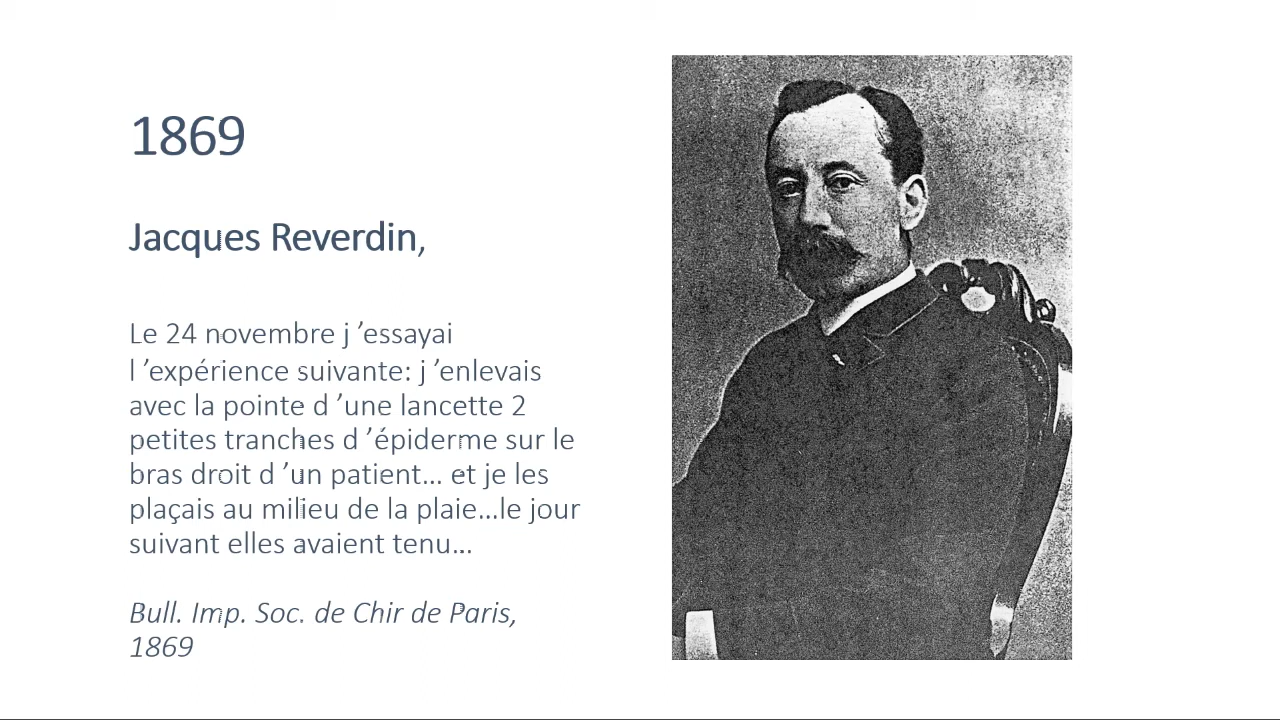 1869
Jacques Reverdin,
Le 24 novembre j ’essayai
l ’expérience suivante: j ’enlevais
avec la pointe d ’une lancette 2
petites tranches d ’épiderme sur le
bras droit d ’un patient... et je les
plaçais au milieu de la plaie...le jour
suivant elles avaient tenu...
Bull. Imp. Soc. de Chir de Paris,
1869